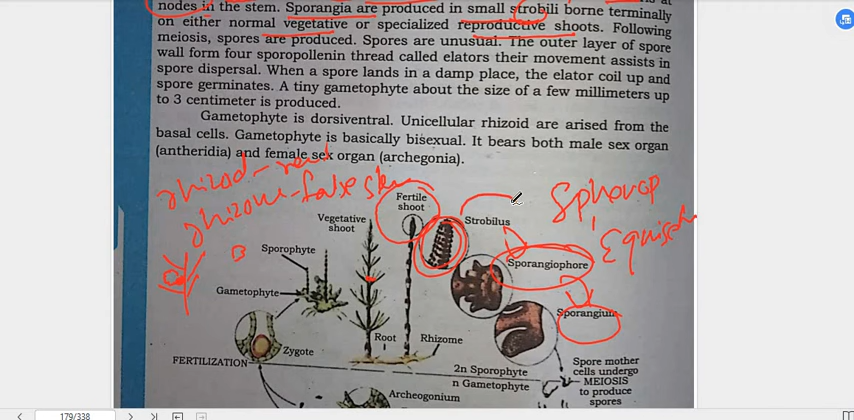 nodes in the stem. Sporangia are produced in small strobili borne terminally
on either normal vegetative or specialized reproductive shoots. Following
meiosis, spores are produced. Spores are unusual. The outer layer of spore
wall form four sporopollenin thread called elators their movement assists in
spore dispersal. When a spore lands in a damp place, the elator coil up and
spore germinates. A tiny gametophyte about the size of a few millimeters up
to 3 centimeter is produced.
Gametophyte is dorsiventral. Unicellular rhizoid are arised from the
basal cells. Gametophyte is basically bisexual. It bears both male sex organ
(antheridia) and female sex organ (archegonia).
Fertile
shoot
Vegetative
shoot
Strobilus
Sporophyte
Sporangiophore
Gametophyte
Sporangium
Root
Rhizome
Zygote
FERTILIZATION
2n Sporophyte
n Gametophyte
Spore mother
cells undergo
MEIOSIS
to produce
spores
Archegonium
179/338